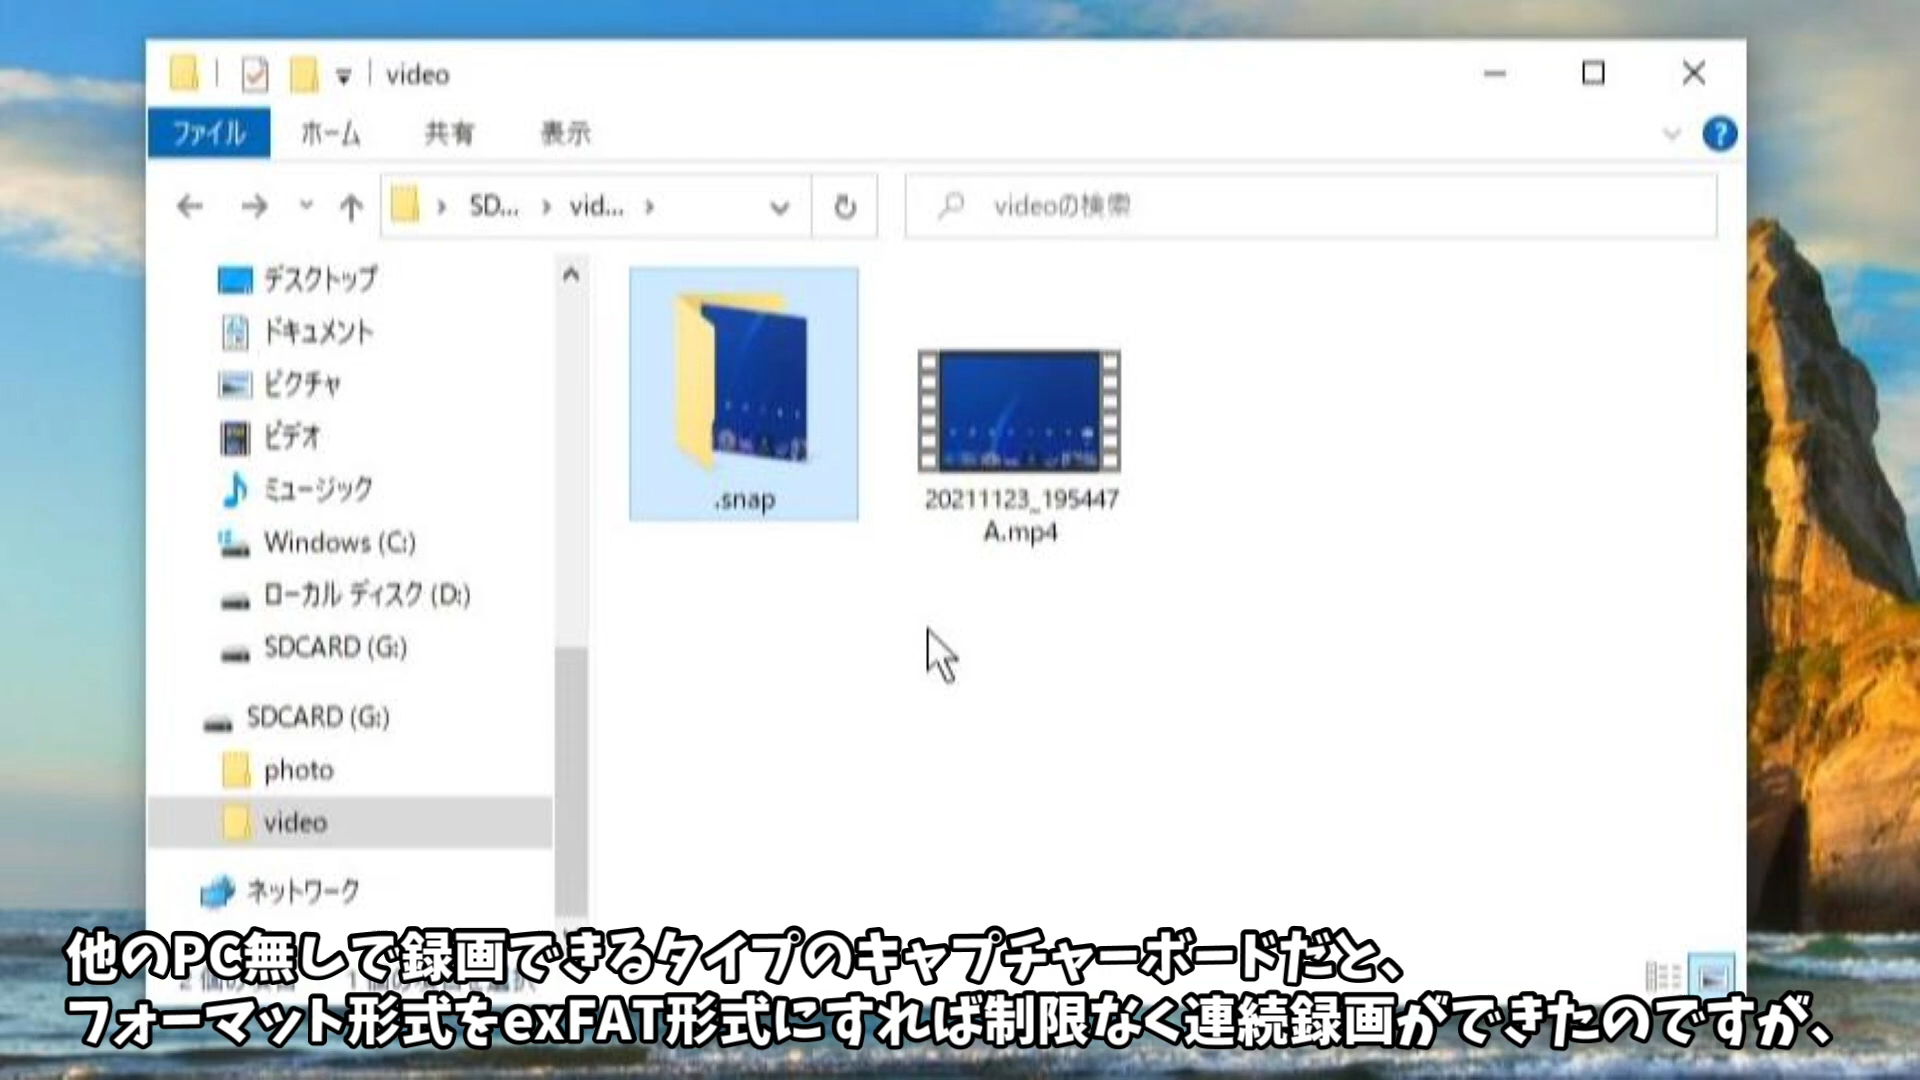 video
ファイル ホーム 共有 表示
SD... vid... videoの検索
デスクトップ
ドキュメント
ピクチャ
ビデオ
ミュージック
Windows (C:)
ローカル ディスク (D:)
SDCARD (G:)
SDCARD (G:)
photo
video
ネットワーク
.snap
20211123_195447
A.mp4
他のPC無しで録画できるタイプのキャプチャーボードだと、
フォーマット形式をexFAT形式にすれば制限なく連続録画ができたのですが、